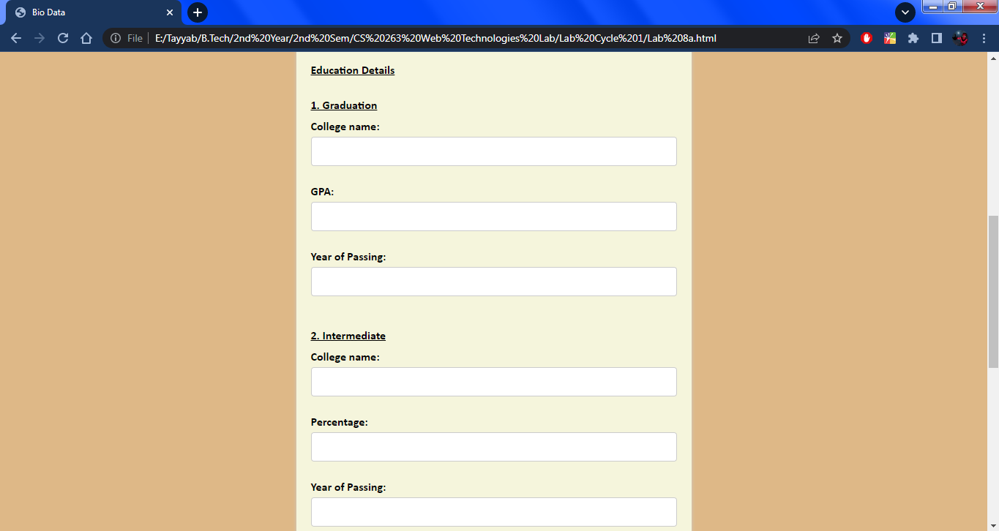 Bio Data
File
E:/Tayyab/B.Tech/2nd%20Year/2nd%20Sem/CS%20263%20Web%20Technologies%20Lab/Lab%20Cycle%201/Lab%208a.html
Education Details
1. Graduation
College name:
GPA:
Year of Passing:
2. Intermediate
College name:
Percentage:
Year of Passing: